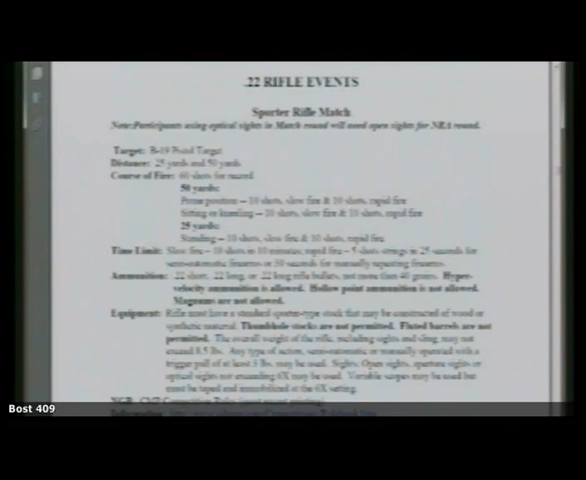 .22 RIFLE EVENTS
Sporter Rifle Match
Note: Participants using optical sights in Match round will need open sights for NRA round.
Target: B-19 Pistol Target
Distance: 25 yards and 50 yards
Course of Fire: 60 shots for record
50 yards:
Prone position – 10 shots, slow fire & 10 shots, rapid fire
Sitting or kneeling – 10 shots, slow fire & 10 shots, rapid fire
25 yards:
Standing – 10 shots, slow fire & 10 shots, rapid fire
Time Limit: Slow fire – 10 shots in 10 minutes; rapid fire – 5 shots strings in 25 seconds for
semi-automatic firearms or 30 seconds for manually repeating firearms.
Ammunition: .22 short, .22 long, or .22 long rifle bullets, not more than 40 grains. Hyper-
velocity ammunition is allowed. Hollow point ammunition is not allowed.
Magnums are not allowed.
Equipment: Rifle must have a standard sporter-type stock that may be constructed of wood or
synthetic material. Thumbhole stocks are not permitted. Fluted barrels are not
permitted. The overall weight of the rifle, including sights and sling, may not
exceed 8.5 lbs. Any type of action, semi-automatic or manually operated with a
trigger pull of at least 3 lbs. may be used. Sights: Open sights, aperture sights or
optical sights not exceeding 6X may be used. Variable scopes may be used but
must be taped and immobilized at the 6X setting.
Bost 409